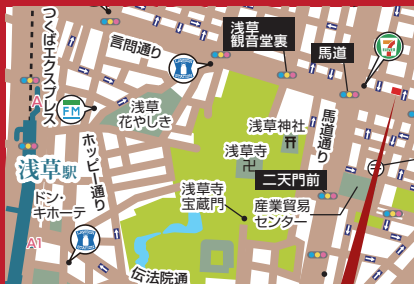 つくばエクスプレス
言問通り
浅草
観音堂裏
馬道
7
A
FM
浅草
花やしき
ホッピー通り
浅草神社
馬道通り
浅草寺
卍
浅草駅
二天門前
ドン・
キホーテ
浅草寺
宝蔵門
産業貿易
センター
A1
伝法院通